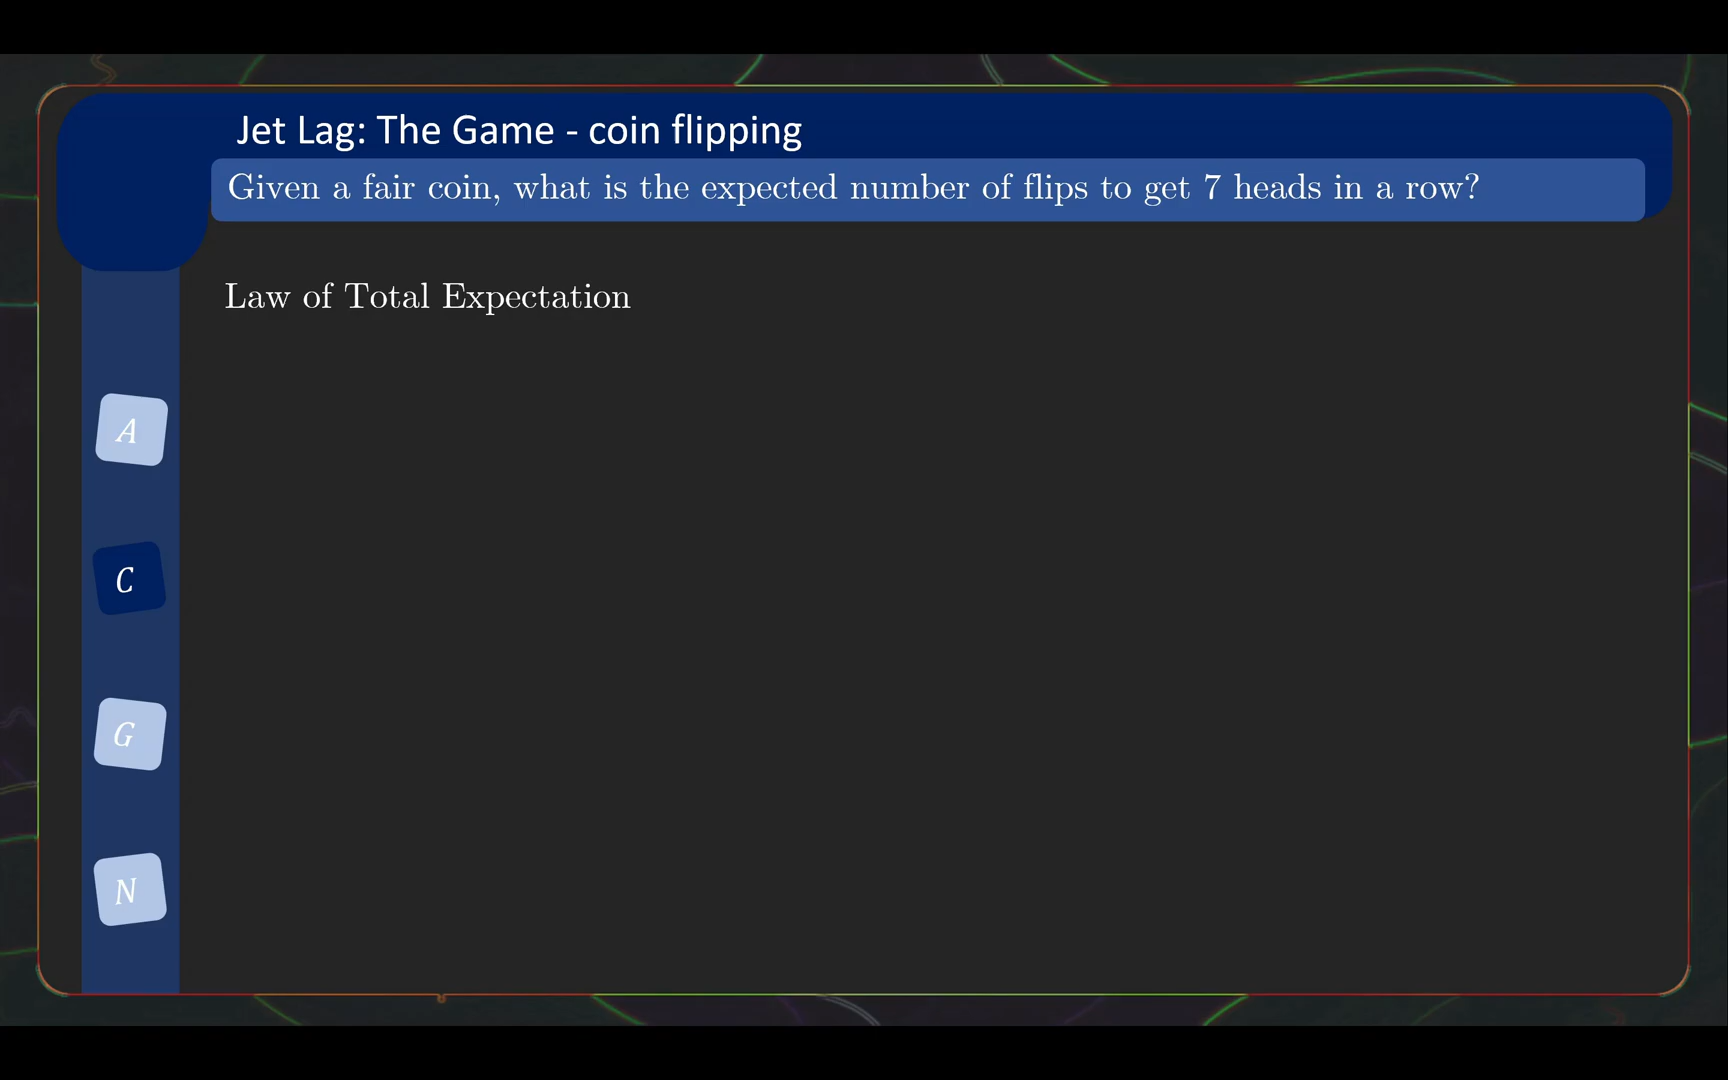 Jet Lag: The Game - coin flipping
Given a fair coin, what is the expected number of flips to get 7 heads in a row?
Law of Total Expectation
A
C
G
N